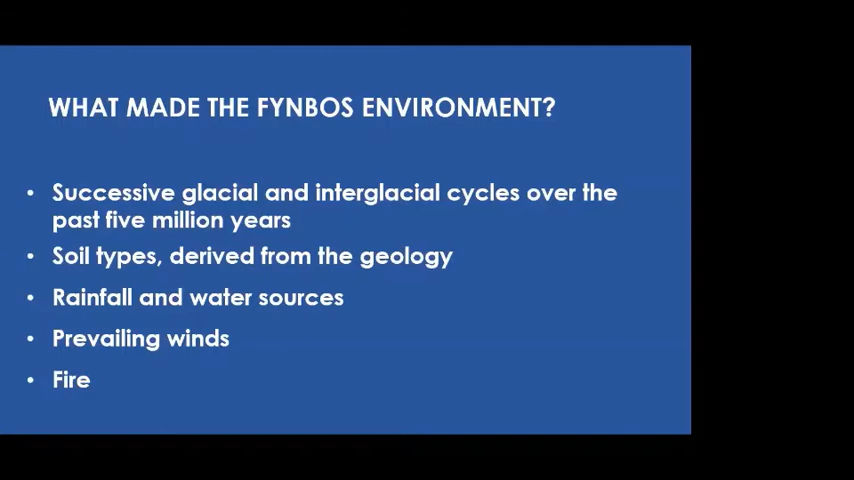 WHAT MADE THE FYNBOS ENVIRONMENT?
• Successive glacial and interglacial cycles over the
past five million years
• Soil types, derived from the geology
• Rainfall and water sources
• Prevailing winds
• Fire